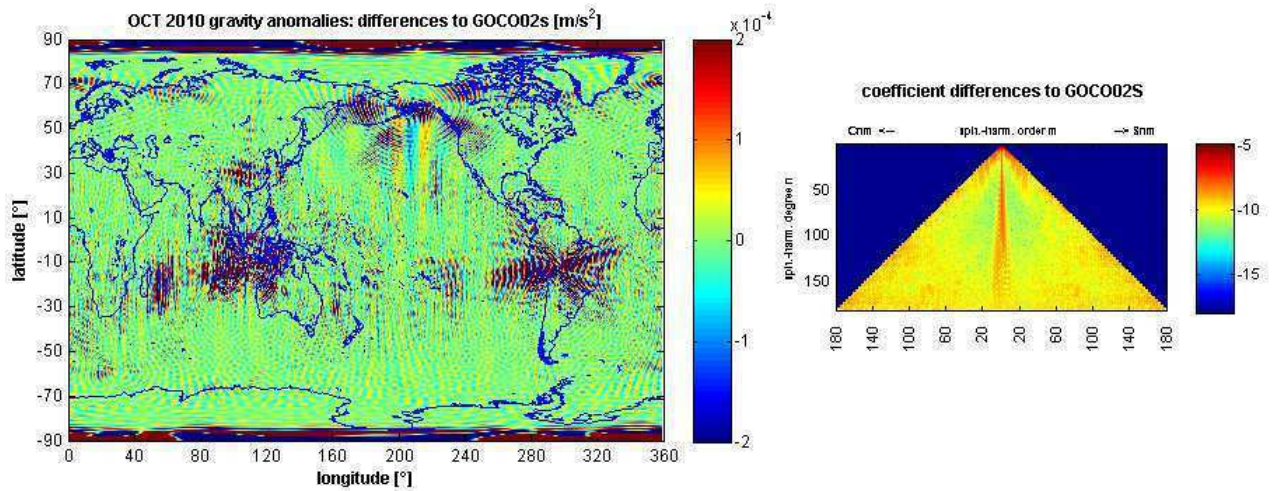 OCT 2010 gravity anomalies: differences to GOCO02s [m/s²]
x 10⁻⁴
90
70
50
30
10
-10
-30
-50
-70
-90
latitude [°]
0 40 80 120 160 200 240 280 320 360
longitude [°]
2
1
0
-1
-2
coefficient differences to GOCO02S
Cnm <-- sph.-harm. order m --> Snm
sph.-harm. degree n
50
100
150
180 140 100 60 20 20 60 100 140 180
-5
-10
-15